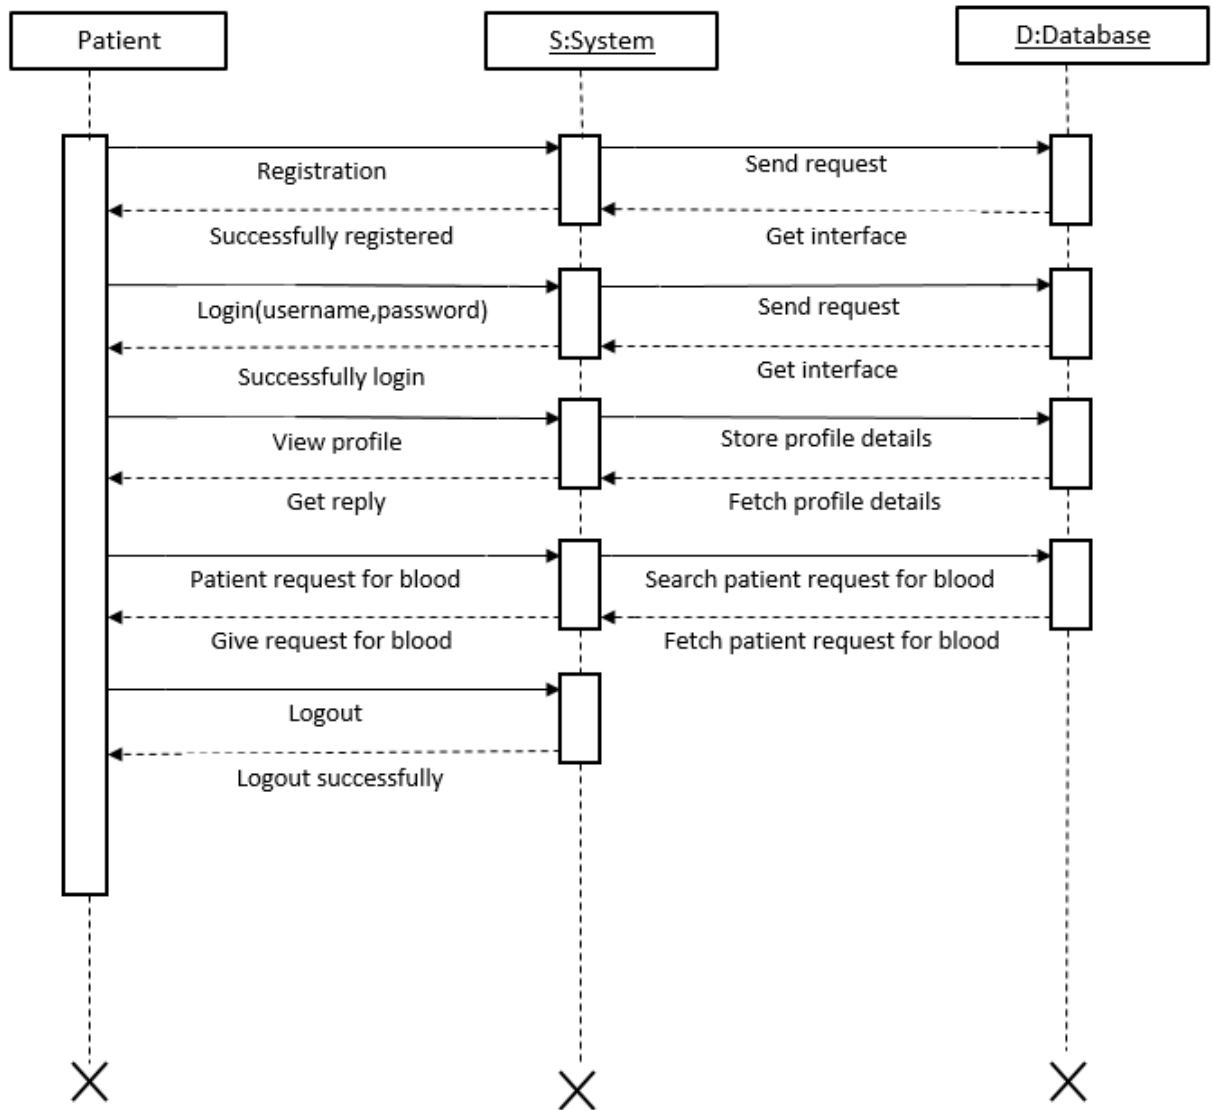 Patient
S:System
D:Database
Registration
Send request
Successfully registered
Get interface
Login(username,password)
Send request
Successfully login
Get interface
View profile
Store profile details
Get reply
Fetch profile details
Patient request for blood
Search patient request for blood
Give request for blood
Fetch patient request for blood
Logout
Logout successfully